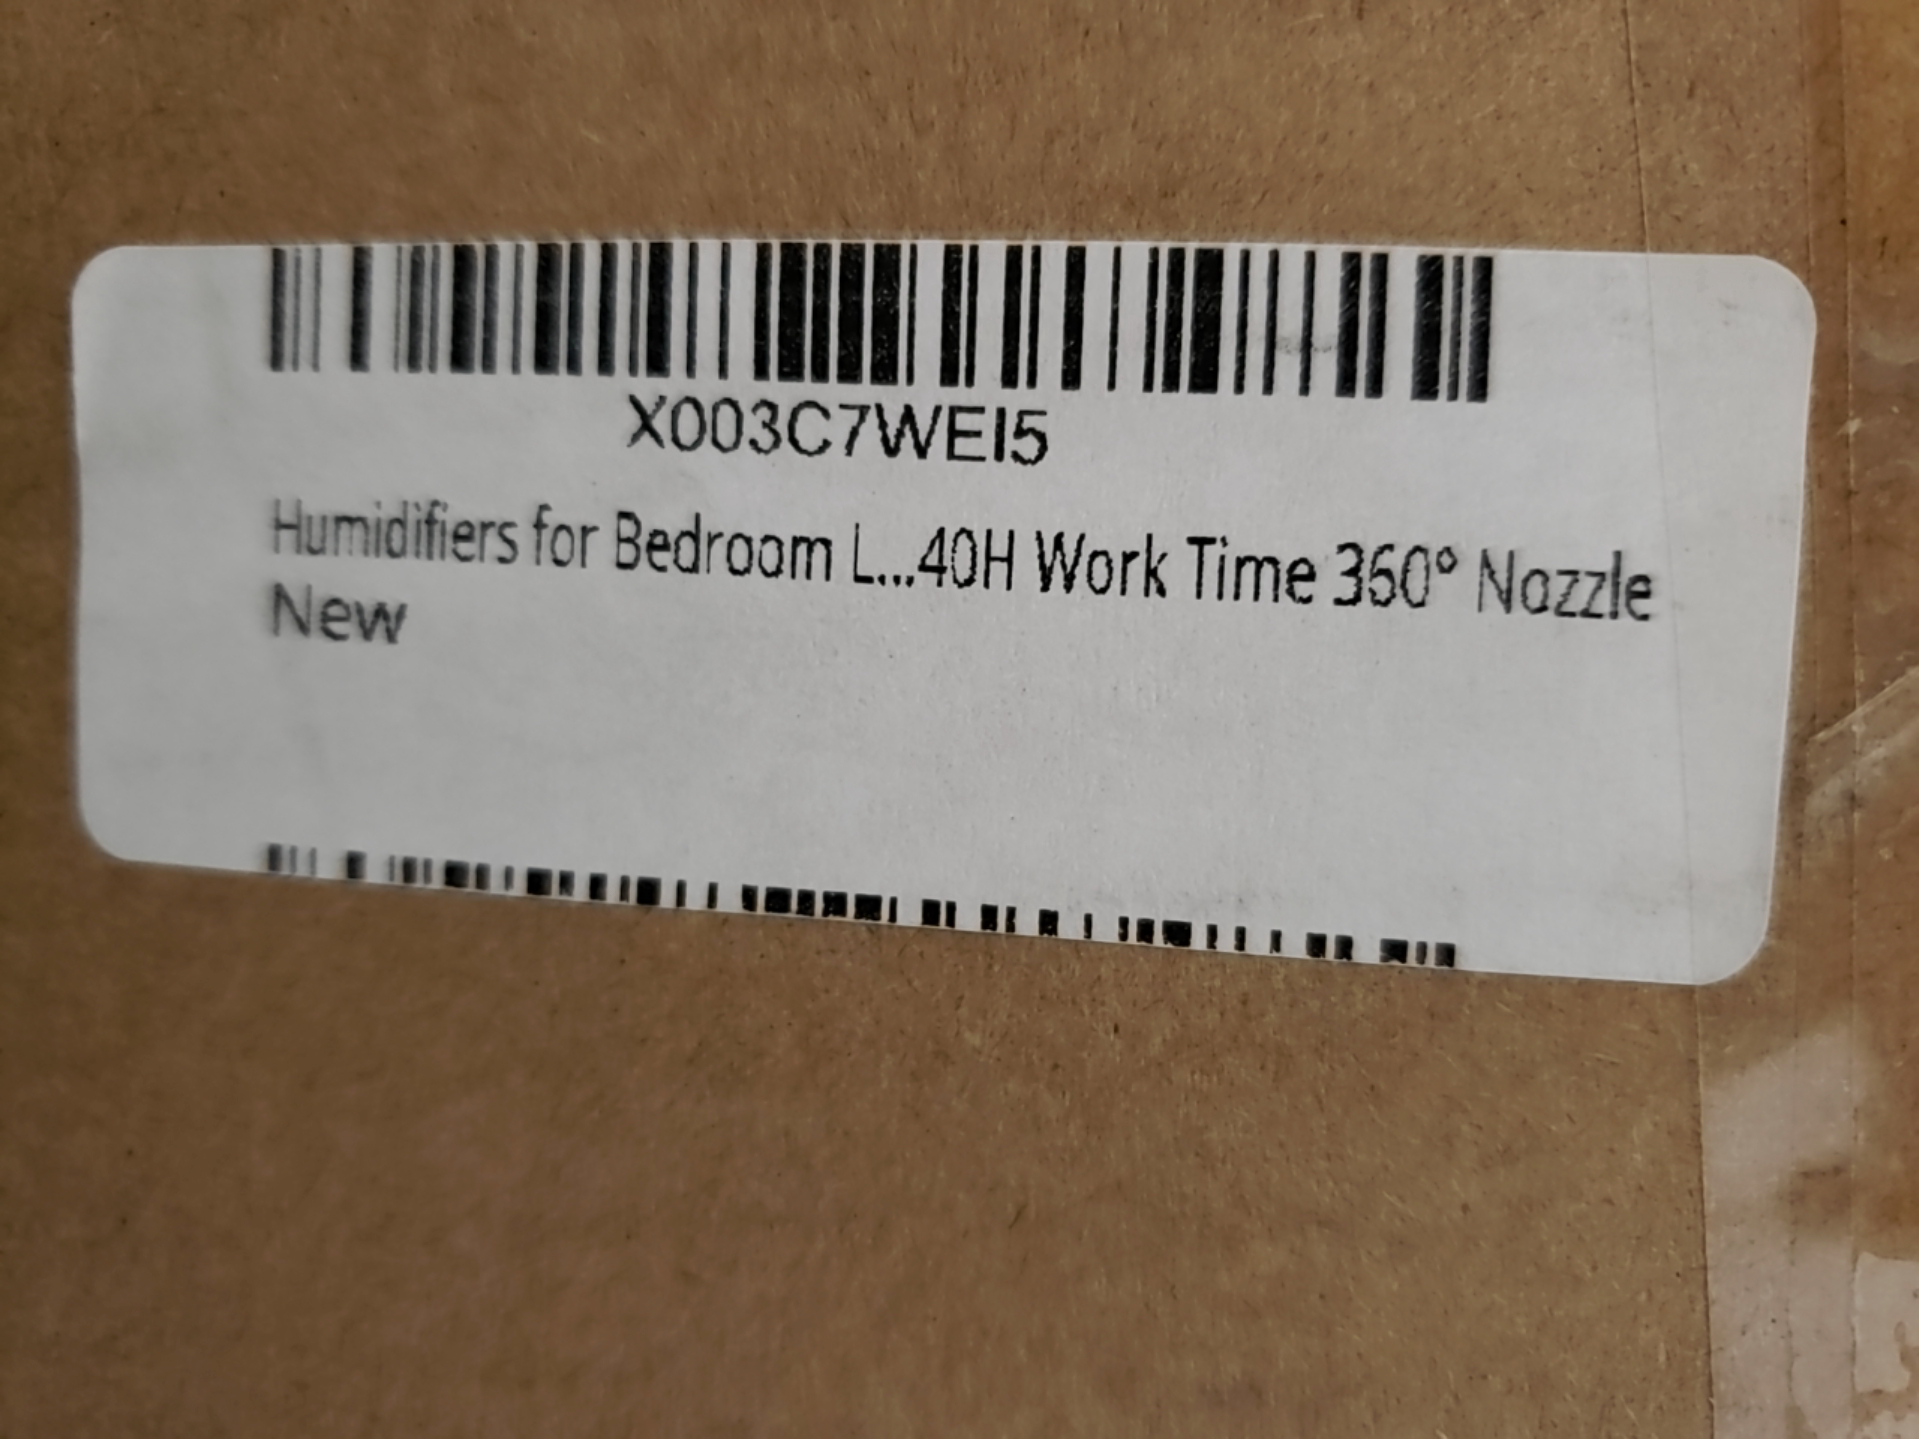 X003C7WEI5
Humidifiers for Bedroom L...40H Work Time 360° Nozzle
New